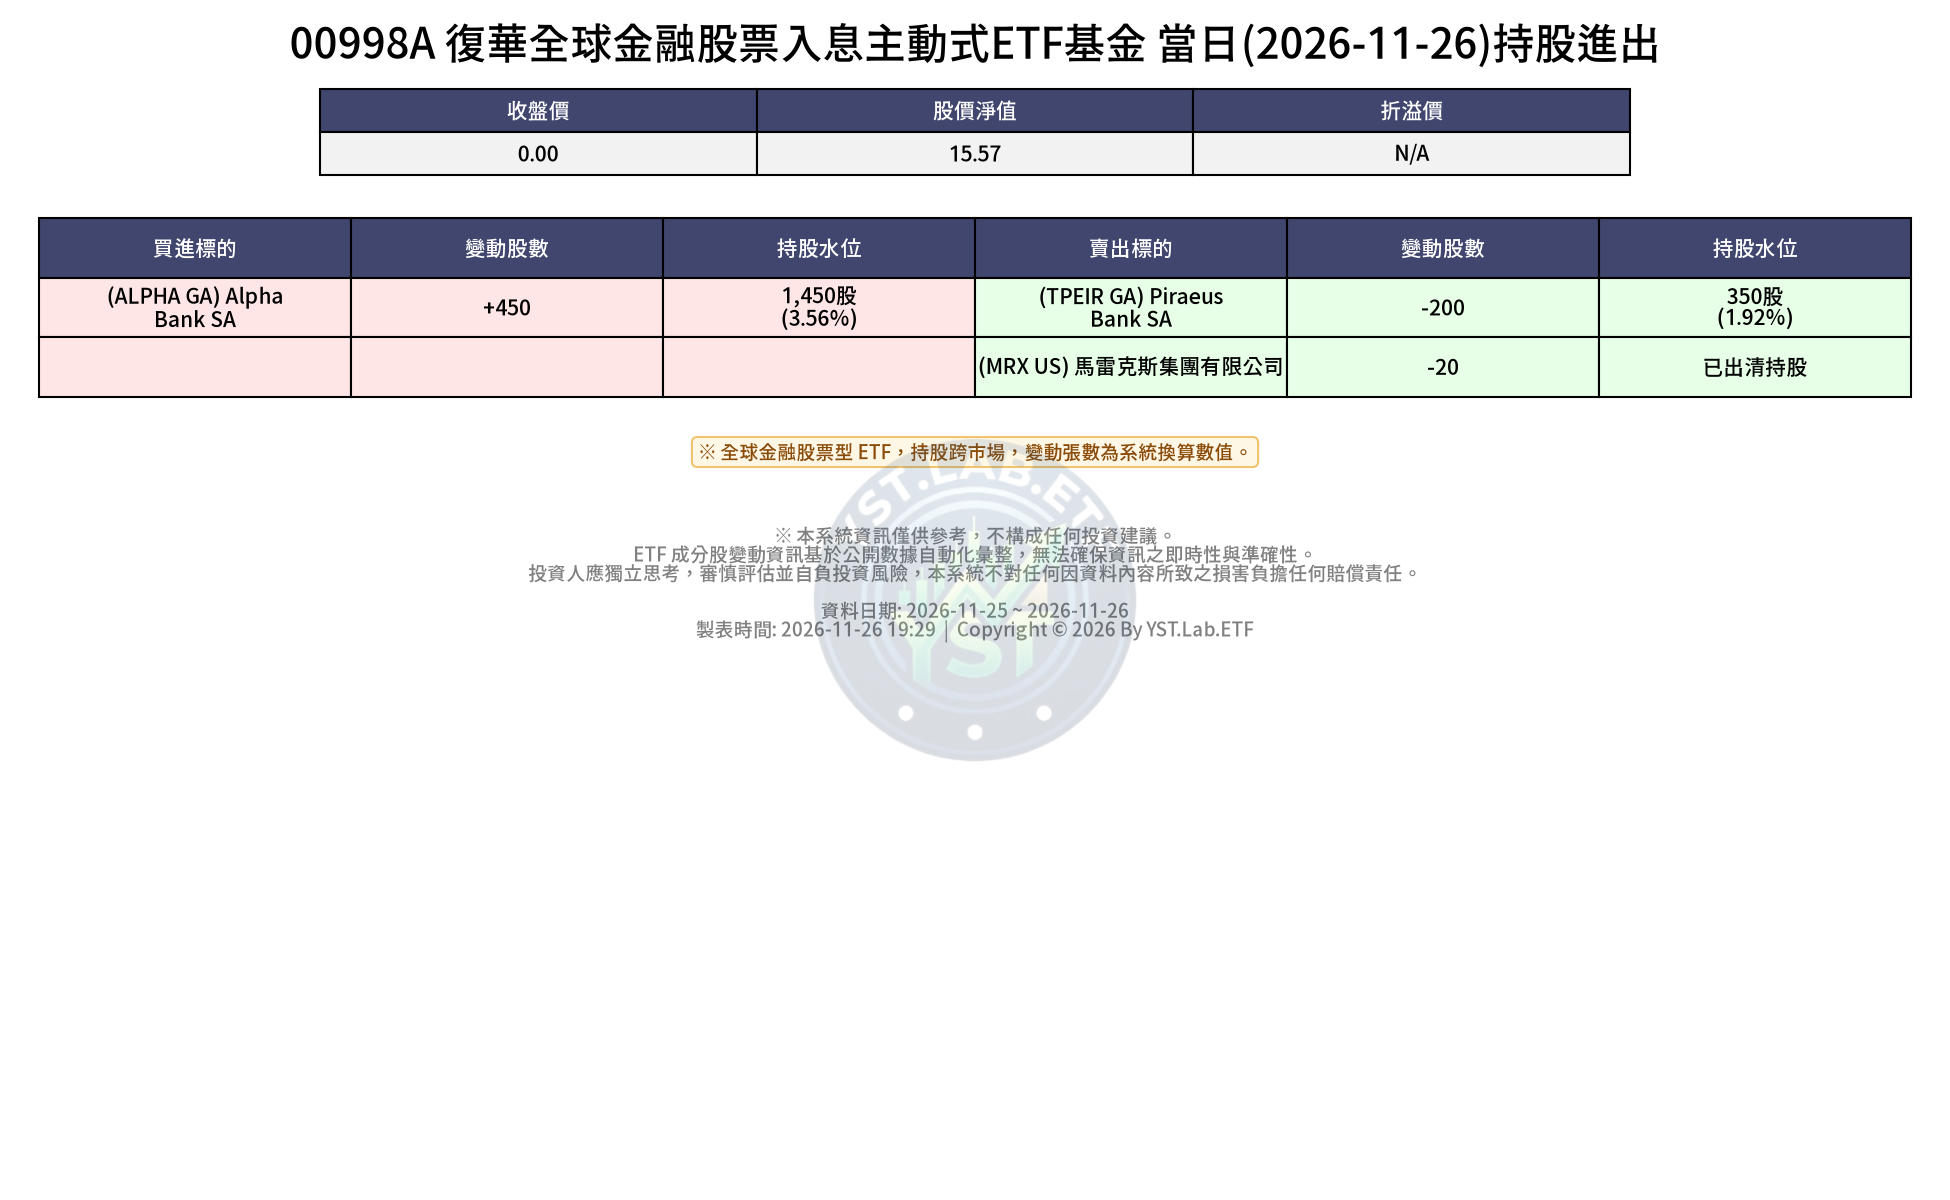 00998A 復華全球金融股票入息主動式ETF基金 當日(2026-11-26)持股進出
收盤價 股價淨值 折溢價
0.00 15.57 N/A
買進標的 變動股數 持股水位 賣出標的 變動股數 持股水位
(ALPHA GA) Alpha
Bank SA
+450
1,450股
(3.56%)
(TPEIR GA) Piraeus
Bank SA
-200
350股
(1.92%)
(MRX US) 馬雷克斯集團有限公司 -20 已出清持股
※ 全球金融股票型 ETF，持股跨市場，變動張數為系統換算數值。
YST.LAB.ET
※ 本系統資訊僅供參考，不構成任何投資建議。
ETF 成分股變動資訊基於公開數據自動化彙整，無法確保資訊之即時性與準確性。
投資人應獨立思考，審慎評估並自負投資風險，本系統不對任何因資料內容所致之損害負擔任何賠償責任。
資料日期: 2026-11-25 ~ 2026-11-26
製表時間: 2026-11-26 19:29 │ Copyright © 2026 By YST.Lab.ETF
YST